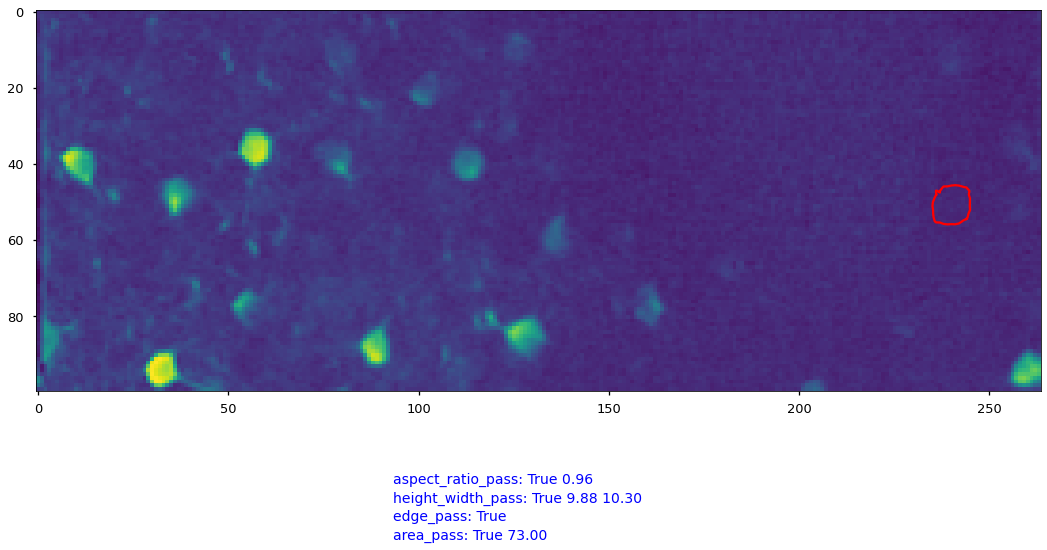 0
20
40
60
80
0 50 100 150 200 250
aspect_ratio_pass: True 0.96
height_width_pass: True 9.88 10.30
edge_pass: True
area_pass: True 73.00